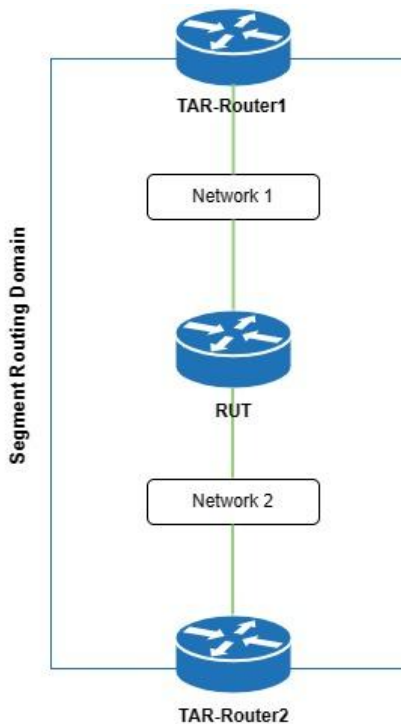 TAR-Router1
Network 1
Segment Routing Domain
RUT
Network 2
TAR-Router2